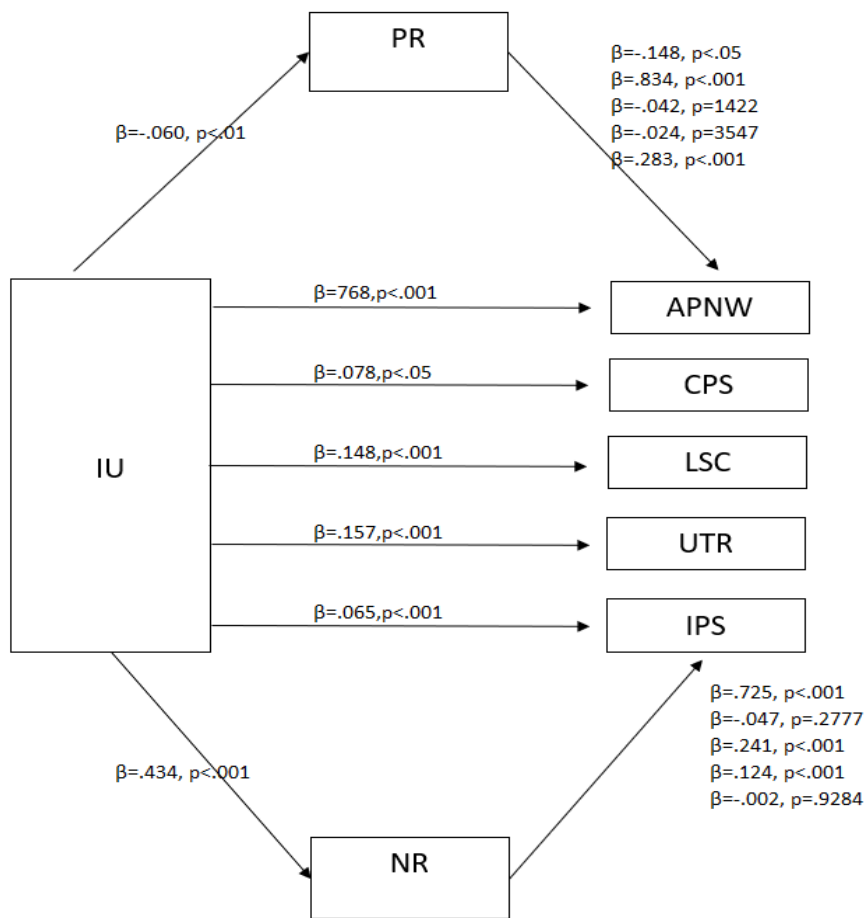 PR
β=-.148, p<.05
β=.834, p<.001
β=-.042, p=1422
β=-.024, p=3547
β=.283, p<.001
β=-.060, p<.01
IU
β=768,p<.001
APNW
β=.078,p<.05
CPS
β=.148,p<.001
LSC
β=.157,p<.001
UTR
β=.065,p<.001
IPS
β=.725, p<.001
β=-.047, p=.2777
β=.241, p<.001
β=.124, p<.001
β=-.002, p=.9284
β=.434, p<.001
NR